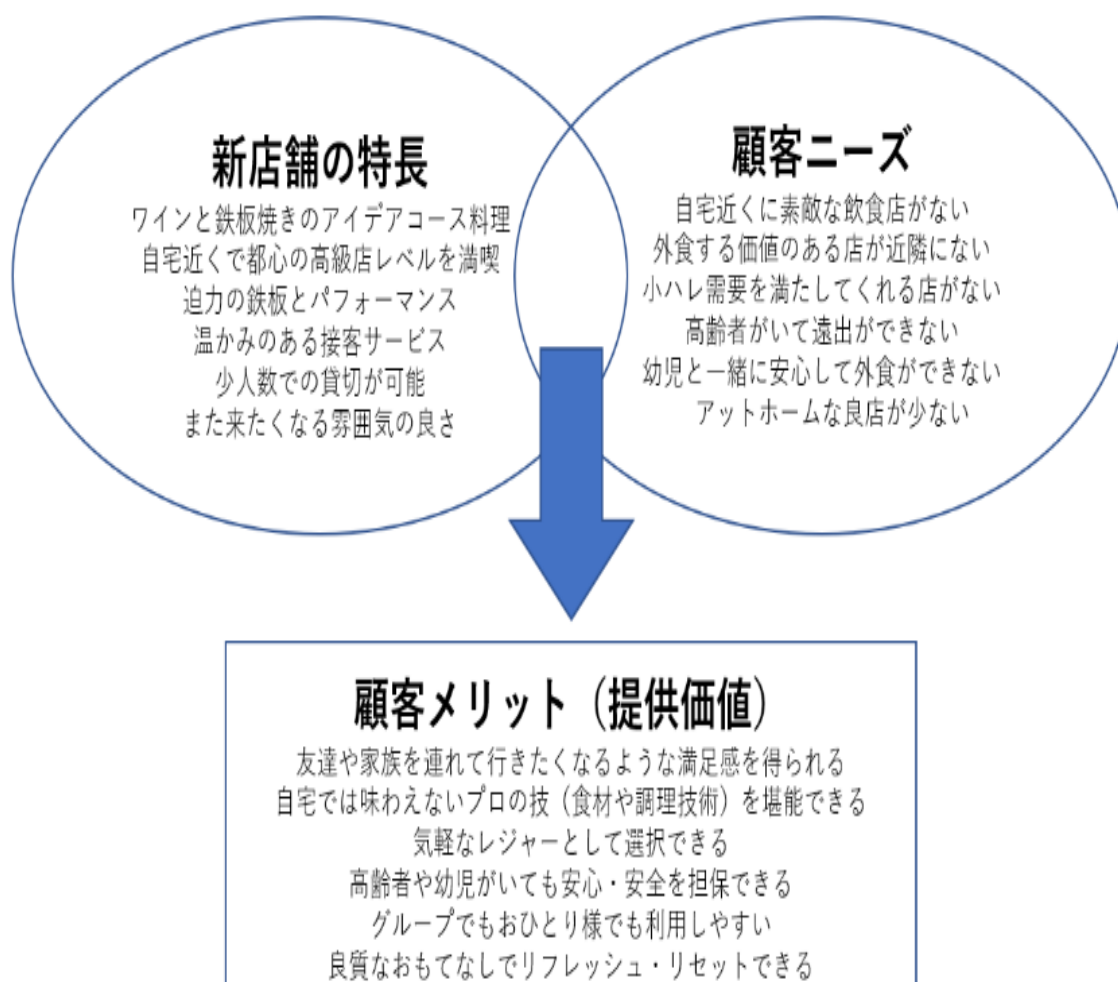 新店舗の特長
ワインと鉄板焼きのアイデアコース料理
自宅近くで都心の高級店レベルを満喫
迫力の鉄板とパフォーマンス
温かみのある接客サービス
少人数での貸切が可能
また来たくなる雰囲気の良さ
顧客ニーズ
自宅近くに素敵な飲食店がない
外食する価値のある店が近隣にない
小ハレ需要を満たしてくれる店がない
高齢者がいて遠出ができない
幼児と一緒に安心して外食ができない
アットホームな良店が少ない
顧客メリット（提供価値）
友達や家族を連れて行きたくなるような満足感を得られる
自宅では味わえないプロの技（食材や調理技術）を堪能できる
気軽なレジャーとして選択できる
高齢者や幼児がいても安心・安全を担保できる
グループでもおひとり様でも利用しやすい
良質なおもてなしでリフレッシュ・リセットできる